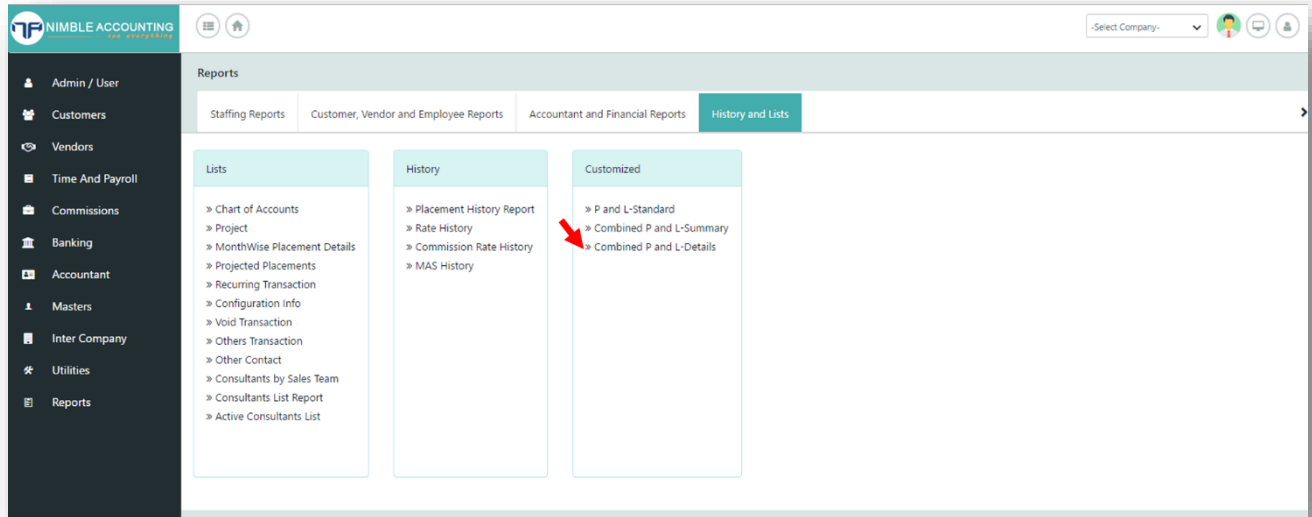 NIMBLE ACCOUNTING
see everything
-Select Company-
Admin / User
Customers
Vendors
Time And Payroll
Commissions
Banking
Accountant
Masters
Inter Company
Utilities
Reports
Reports
Staffing Reports
Customer, Vendor and Employee Reports
Accountant and Financial Reports
History and Lists
Lists
» Chart of Accounts
» Project
» MonthWise Placement Details
» Projected Placements
» Recurring Transaction
» Configuration Info
» Void Transaction
» Others Transaction
» Other Contact
» Consultants by Sales Team
» Consultants List Report
» Active Consultants List
History
» Placement History Report
» Rate History
» Commission Rate History
» MAS History
Customized
» P and L-Standard
» Combined P and L-Summary
» Combined P and L-Details